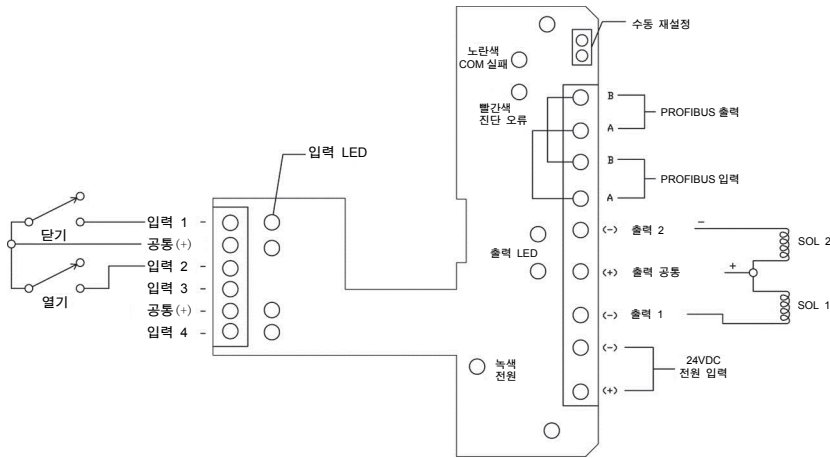 수동 재설정
노란색
COM 실패
빨간색
진단 오류
B
A
PROFIBUS 출력
B
A
PROFIBUS 입력
입력 LED
닫기
열기
입력 1 -
공통(+) -
입력 2 -
입력 3 -
공통(+) -
입력 4 -
출력 LED
(-) 출력 2 -
(+) 출력 공통 +
(-) 출력 1
(-)
(+)
24VDC
전원 입력
SOL 2
SOL 1
녹색
전원